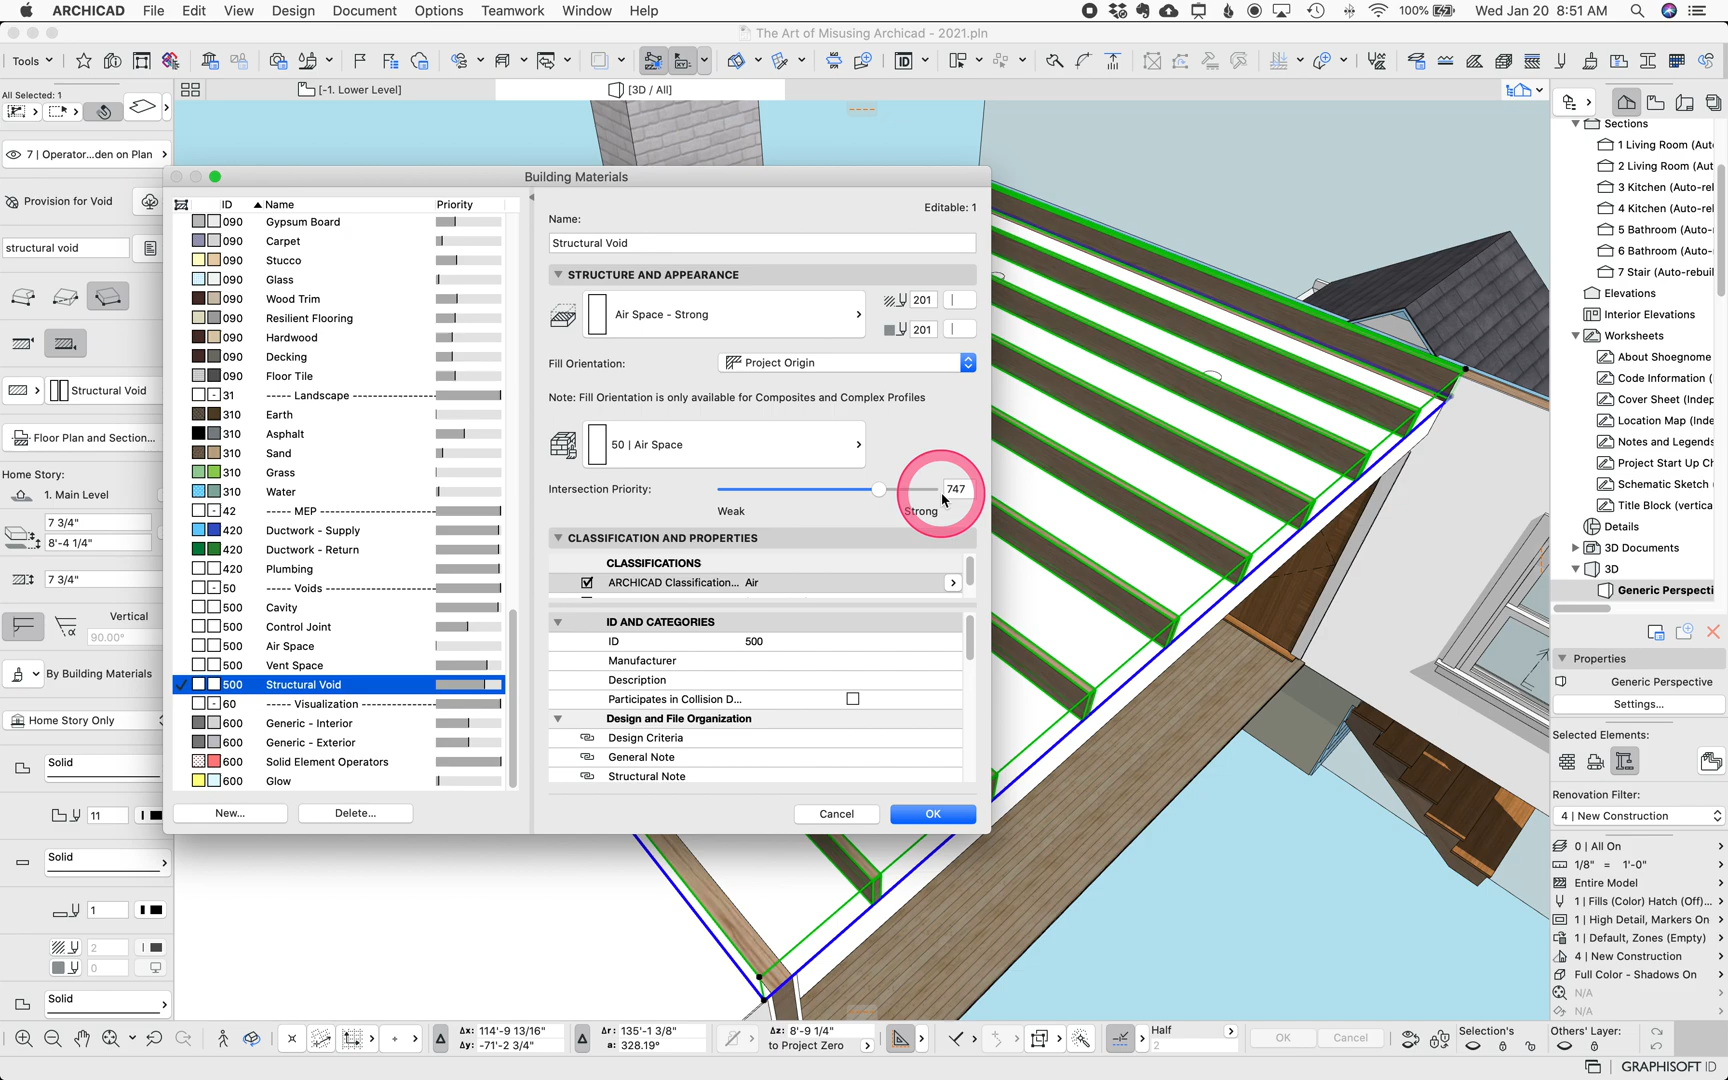 ARCHICAD File Edit View Design Document Options Teamwork Window Help
100% Wed Jan 20 8:51 AM
The Art of Misusing Archicad - 2021.pln
Tools
All Selected: 1
[-1. Lower Level]
[3D / All]
7 | Operator...den on Plan
Provision for Void
structural void
Structural Void
Floor Plan and Section...
Home Story:
1. Main Level
7 3/4"
8'-4 1/4"
7 3/4"
Vertical
90.00°
By Building Materials
Home Story Only
Solid
11
Solid
1
2
0
Solid
Building Materials
ID Name Priority
090 Gypsum Board
090 Carpet
090 Stucco
090 Glass
090 Wood Trim
090 Resilient Flooring
090 Hardwood
090 Decking
090 Floor Tile
31 ----- Landscape ----------------
310 Earth
310 Asphalt
310 Sand
310 Grass
310 Water
42 ----- MEP ----------------------
420 Ductwork - Supply
420 Ductwork - Return
420 Plumbing
50 ----- Voids --------------------
500 Cavity
500 Control Joint
500 Air Space
500 Vent Space
500 Structural Void
60 ----- Visualization -------------
600 Generic - Interior
600 Generic - Exterior
600 Solid Element Operators
600 Glow
New...
Delete...
Editable: 1
Name:
Structural Void
STRUCTURE AND APPEARANCE
Air Space - Strong
201
201
Fill Orientation:
Project Origin
Note: Fill Orientation is only available for Composites and Complex Profiles
50 | Air Space
Intersection Priority:
747
Weak
Strong
CLASSIFICATION AND PROPERTIES
CLASSIFICATIONS
ARCHICAD Classification... Air
ID AND CATEGORIES
ID 500
Manufacturer
Description
Participates in Collision D...
Design and File Organization
Design Criteria
General Note
Structural Note
Cancel
OK
Sections
1 Living Room (Aut
2 Living Room (Aut
3 Kitchen (Auto-rel
4 Kitchen (Auto-rel
5 Bathroom (Auto-
6 Bathroom (Auto-
7 Stair (Auto-rebuil
Elevations
Interior Elevations
Worksheets
About Shoegnome
Code Information (
Cover Sheet (Indep
Location Map (Inde
Notes and Legends
Project Start Up Ch
Schematic Sketch (
Title Block (vertica
Details
3D Documents
3D
Generic Perspecti
Properties
Generic Perspective
Settings...
Selected Elements:
Renovation Filter:
4 | New Construction
0 | All On
1/8" = 1'-0"
Entire Model
1 | Fills (Color) Hatch (Off)...
1 | High Detail, Markers On
1 | Default, Zones (Empty)
4 | New Construction
Full Color - Shadows On
N/A
N/A
Δx: 114'-9 13/16"
Δy: -71'-2 3/4"
Δr: 135'-1 3/8"
a: 328.19°
Δz: 8'-9 1/4"
to Project Zero
Half
2
OK
Cancel
Selection's
Others' Layer:
GRAPHISOFT ID